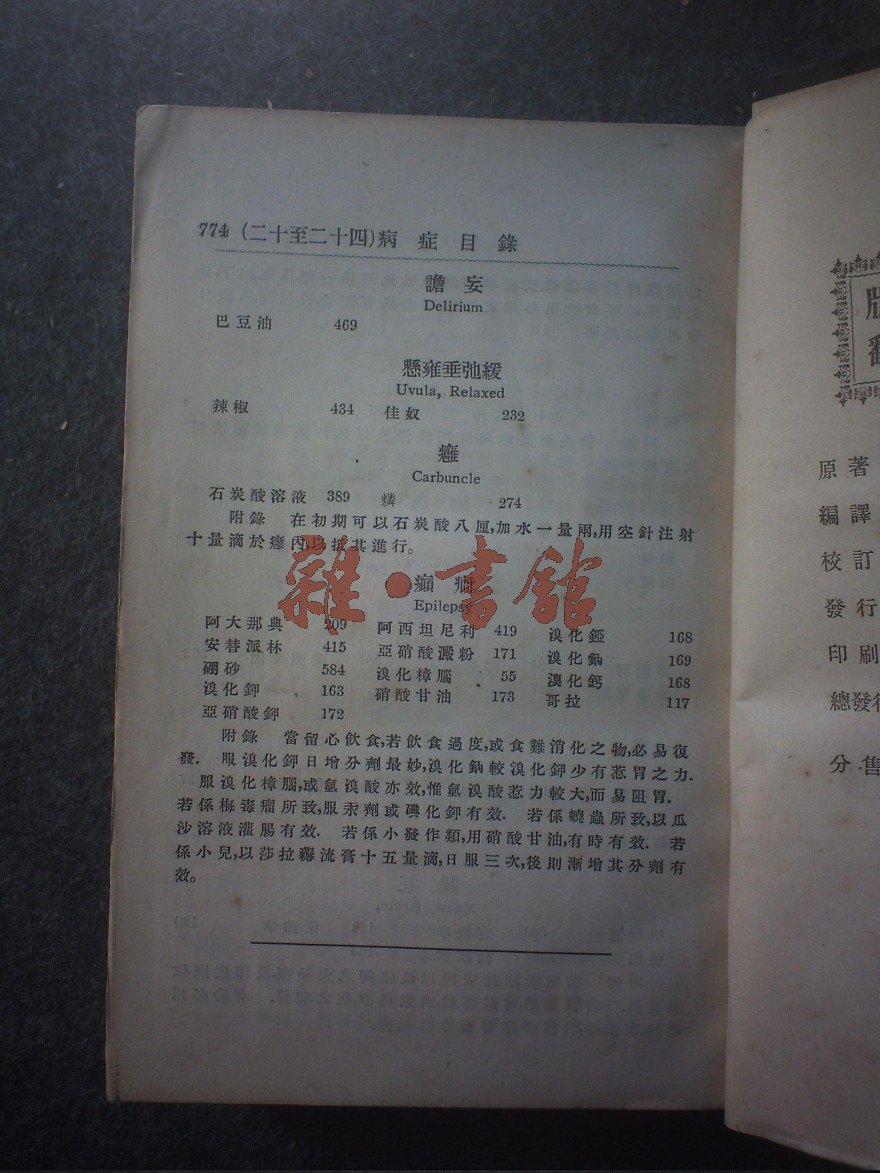 774 (二十至二十四)病症目錄
譫妄
Delirium
巴豆油 469
懸雍垂弛緩
Uvula, Relaxed
辣椒 434 佳奴 232
癰
Carbuncle
石炭酸溶液 389 燐 274
附錄 在初期可以石炭酸八厘,加水一量兩,用空針注射
十量滴於癰內,以抵其進行。
癲癇
Epilepsy
阿大那典 209 阿西坦尼利 419 溴化鎠 168
安替派林 415 亞硝酸澱粉 171 溴化鈉 169
硼砂 584 溴化樟腦 55 溴化鈣 168
溴化鉀 163 硝酸甘油 173 哥拉 117
亞硝酸鉀 172
附錄 當留心飲食,若飲食過度,或食難消化之物,必易復
發. 服溴化鉀日增分劑最妙,溴化鈉較溴化鉀少有惹胃之力.
服溴化樟腦,或氫溴酸亦效,惟氫溴酸惹力較大,而易阻胃.
若係梅毒瘤所致,服汞劑或碘化鉀有效. 若係蟯蟲所致,以瓜
沙溶液灌腸有效. 若係小發作類,用硝酸甘油,有時有效. 若
係小兒,以莎拉 流膏十五量滴,日服三次,後則漸增其分劑有
效。
雜·書館
版
翻
原著
編譯
校訂
發行
印刷
總發行
分售